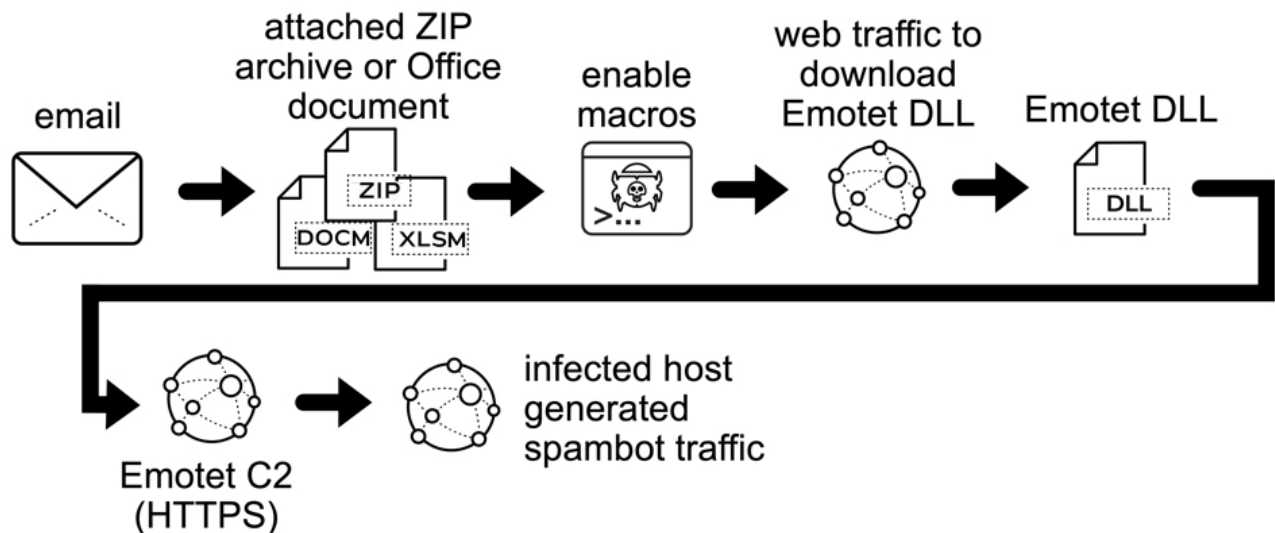 email
attached ZIP
archive or Office
document
ZIP
DOCM
XLSM
enable
macros
>...
web traffic to
download
Emotet DLL
Emotet DLL
DLL
Emotet C2
(HTTPS)
infected host
generated
spambot traffic